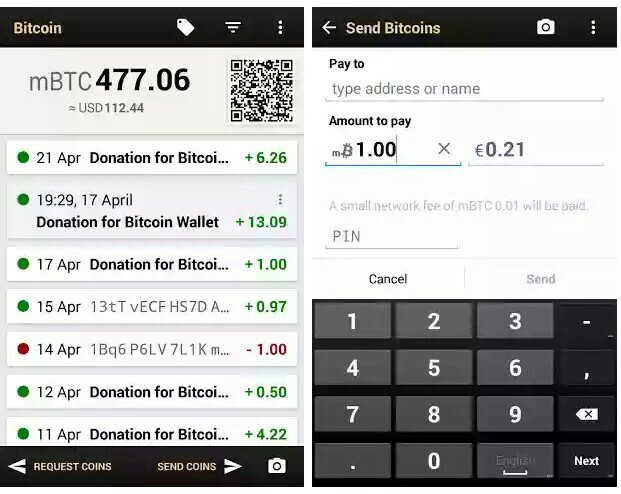 Bitcoin
mBTC 477.06
≈ USD 112.44
21 Apr Donation for Bitcoi... + 6.26
19:29, 17 April
Donation for Bitcoin Wallet + 13.09
17 Apr Donation for Bitcoi... + 1.00
15 Apr 13tT vECF HS7D A... + 0.97
14 Apr 1Bq6 P6LV 7L1K m... - 1.00
12 Apr Donation for Bitcoi... + 0.50
11 Apr Donation for Bitcoi... + 4.22
REQUEST COINS SEND COINS
Send Bitcoins
Pay to
type address or name
Amount to pay
m₿ 1.00 € 0.21
A small network fee of mBTC 0.01 will be paid.
PIN
Cancel Send
1 2 3 -
4 5 6 ,
7 8 9
. 0 English Next